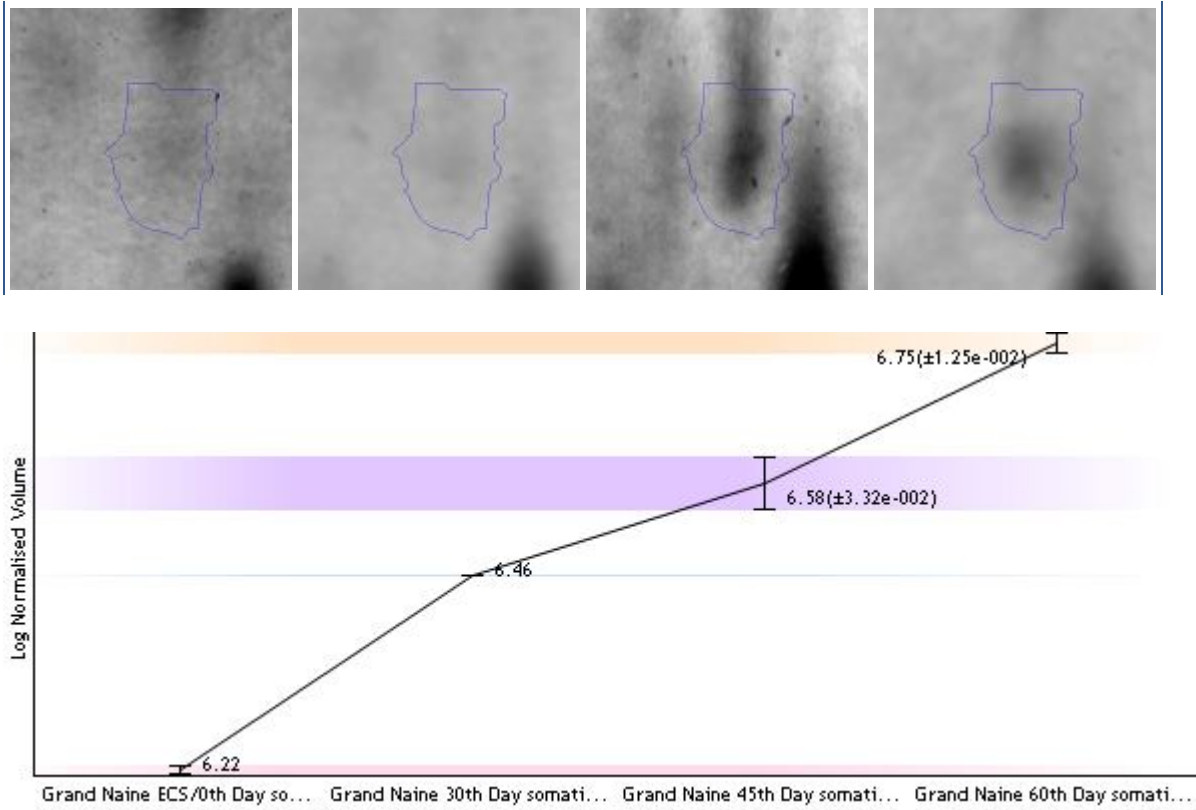 6.75(±1.25e-002)
6.58(±3.32e-002)
6.46
6.22
Log Normalised Volume
Grand Naine ECS/0th Day so... Grand Naine 30th Day somati... Grand Naine 45th Day somati... Grand Naine 60th Day somati...